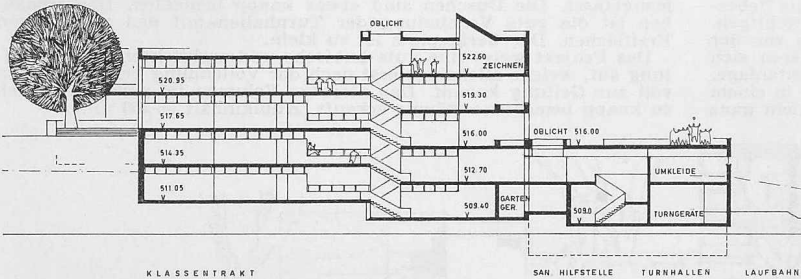 OBLICHT
522.60
ZEICHNEN
520.95
519.30
517.65
516.00
OBLICHT 516.00
514.35
512.70
UMKLEIDE
511.05
509.40
GARTEN
GER.
509.0
TURNGERÄTE
KLASSENTRAKT
SAN. HILFSTELLE TURNHALLEN LAUFBAHN